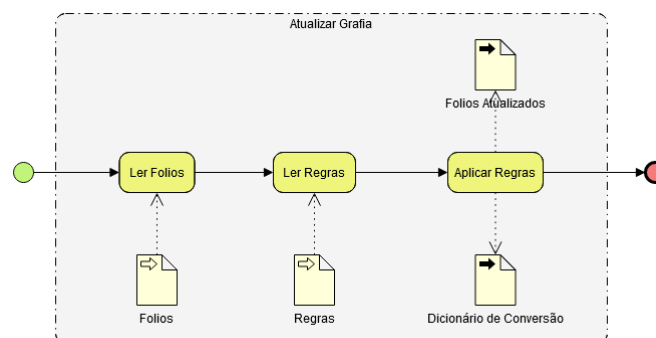 Atualizar Grafia
Folios Atualizados
Ler Folios
Ler Regras
Aplicar Regras
Folios
Regras
Dicionário de Conversão